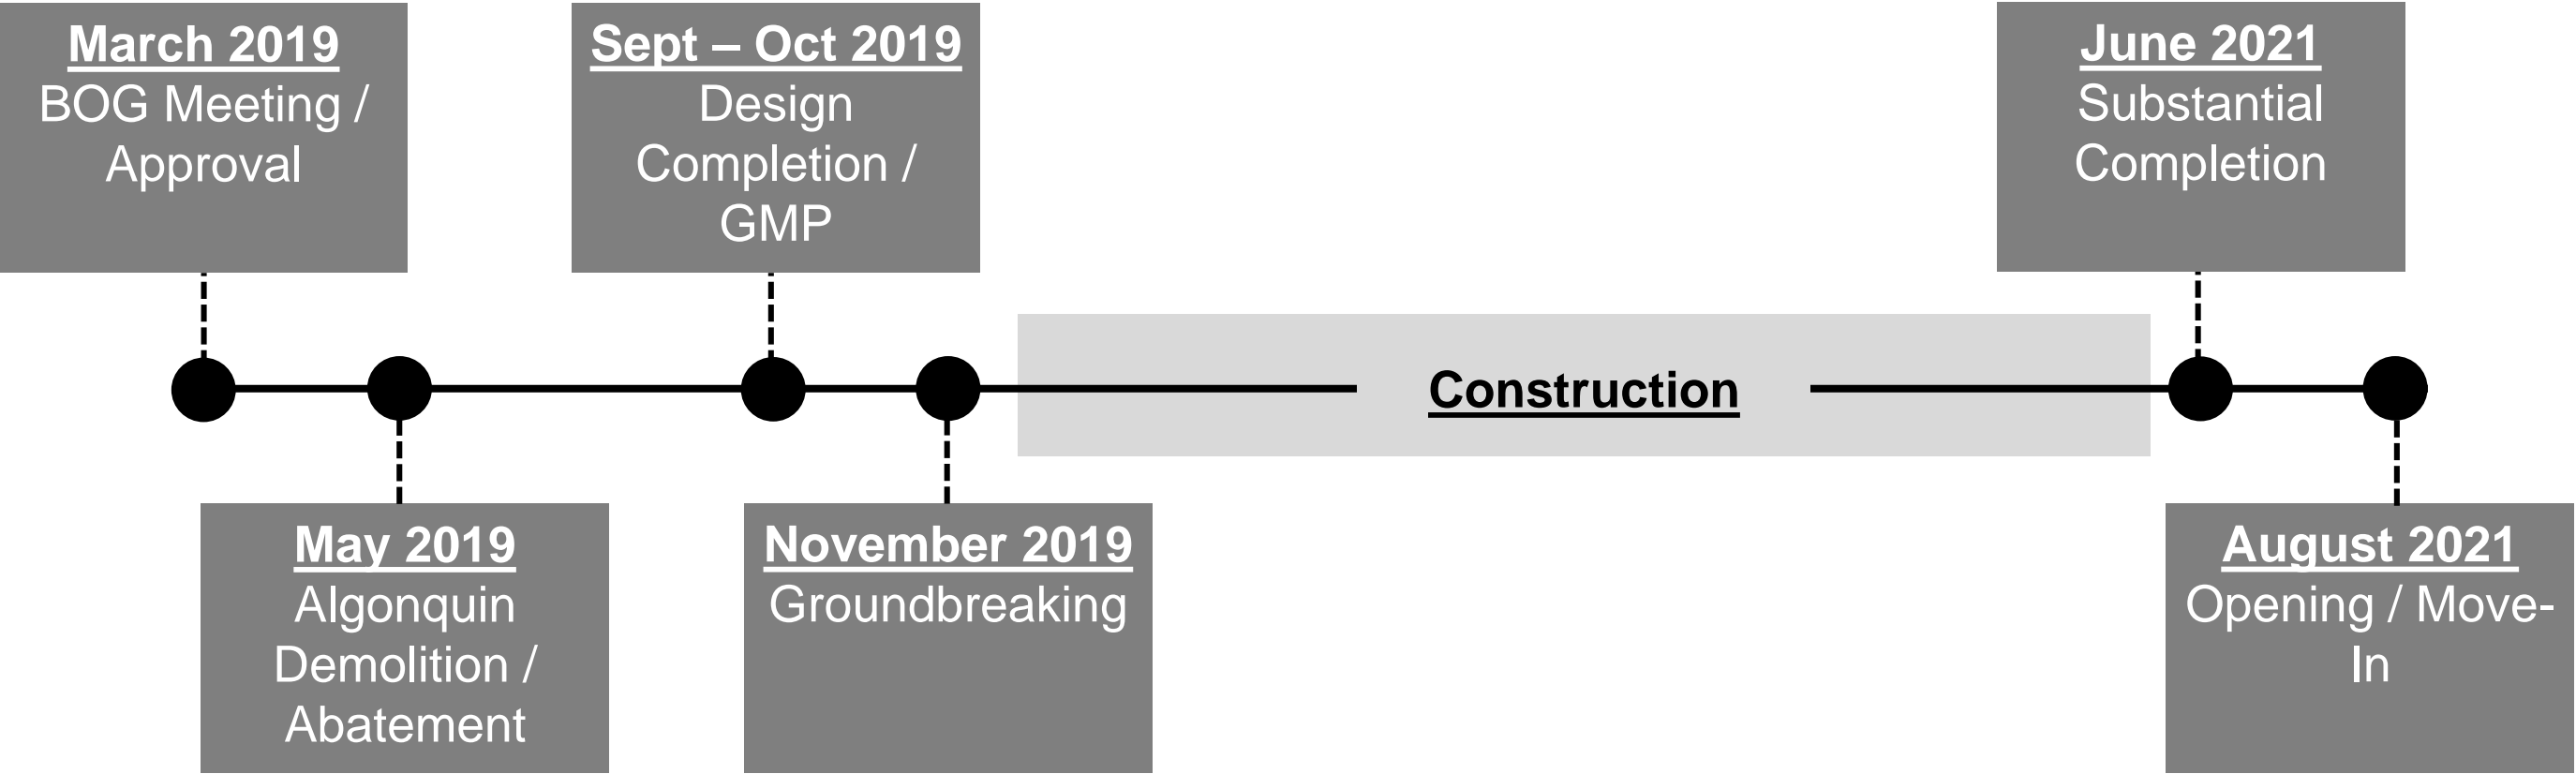 March 2019
BOG Meeting /
Approval
Sept – Oct 2019
Design
Completion /
GMP
June 2021
Substantial
Completion
Construction
May 2019
Algonquin
Demolition /
Abatement
November 2019
Groundbreaking
August 2021
Opening / Move-
In